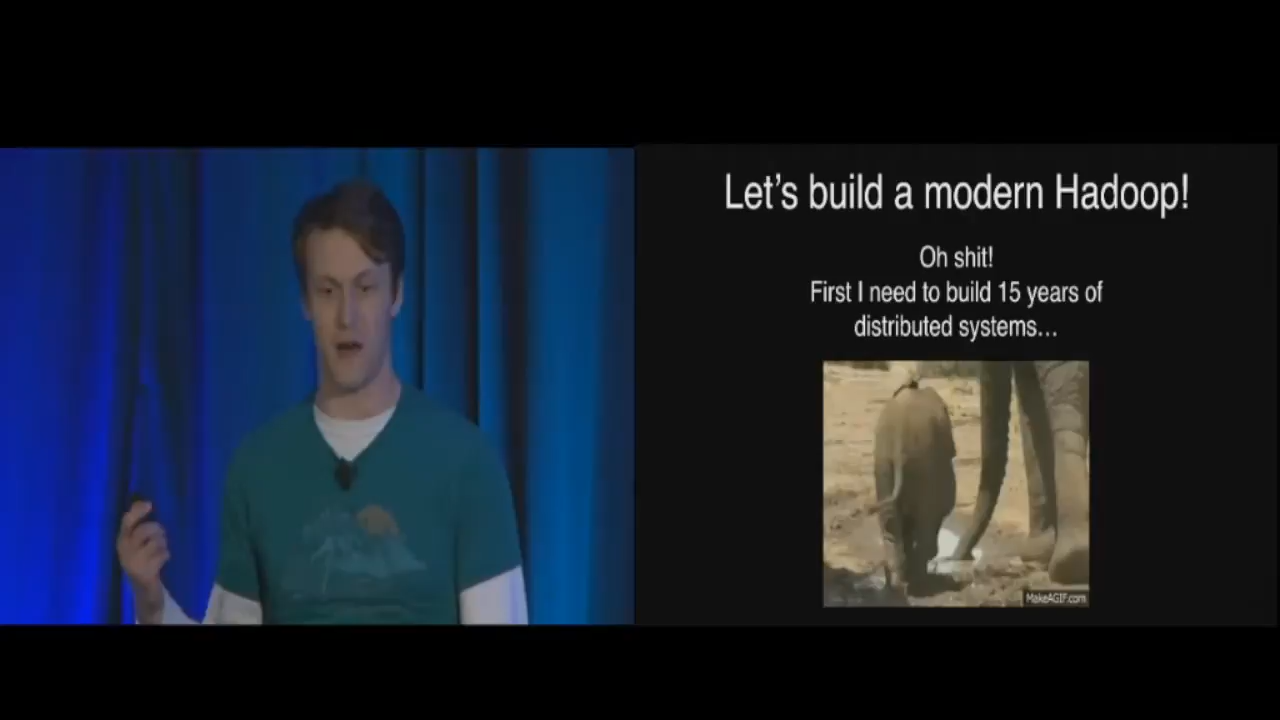 Let's build a modern Hadoop!
Oh shit!
First I need to build 15 years of
distributed systems...
MakeAGIF.com